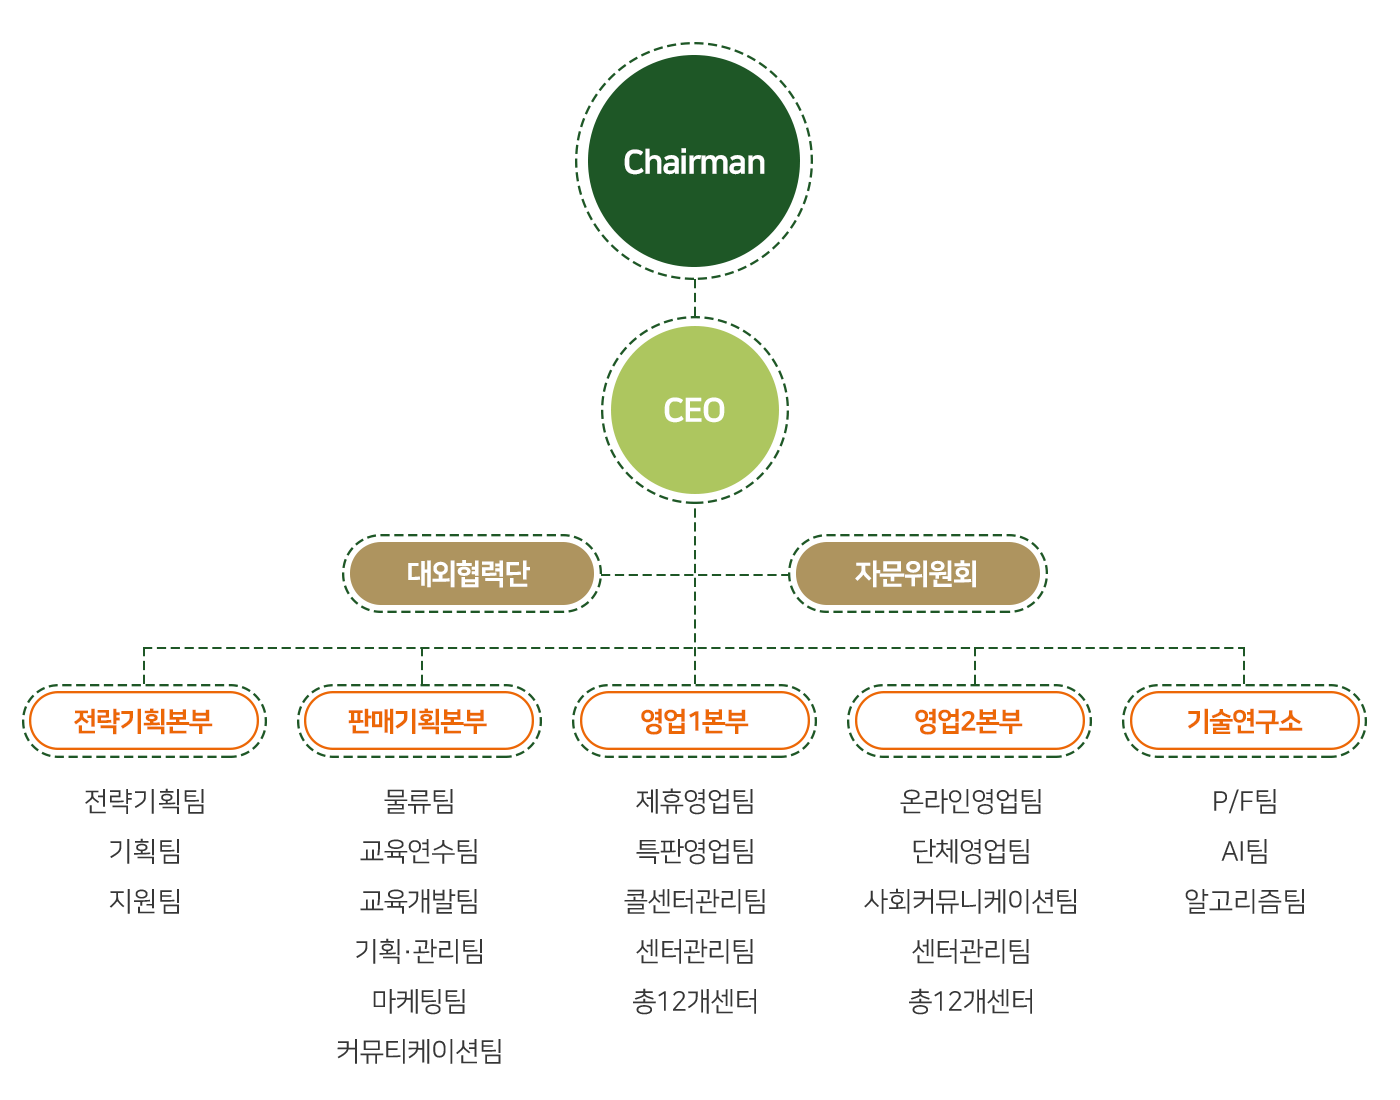 Chairman
CEO
대외협력단
자문위원회
전략기획본부
전략기획팀
기획팀
지원팀
판매기획본부
물류팀
교육연수팀
교육개발팀
기획·관리팀
마케팅팀
커뮤티케이션팀
영업1본부
제휴영업팀
특판영업팀
콜센터관리팀
센터관리팀
총12개센터
영업2본부
온라인영업팀
단체영업팀
사회커뮤니케이션팀
센터관리팀
총12개센터
기술연구소
P/F팀
AI팀
알고리즘팀